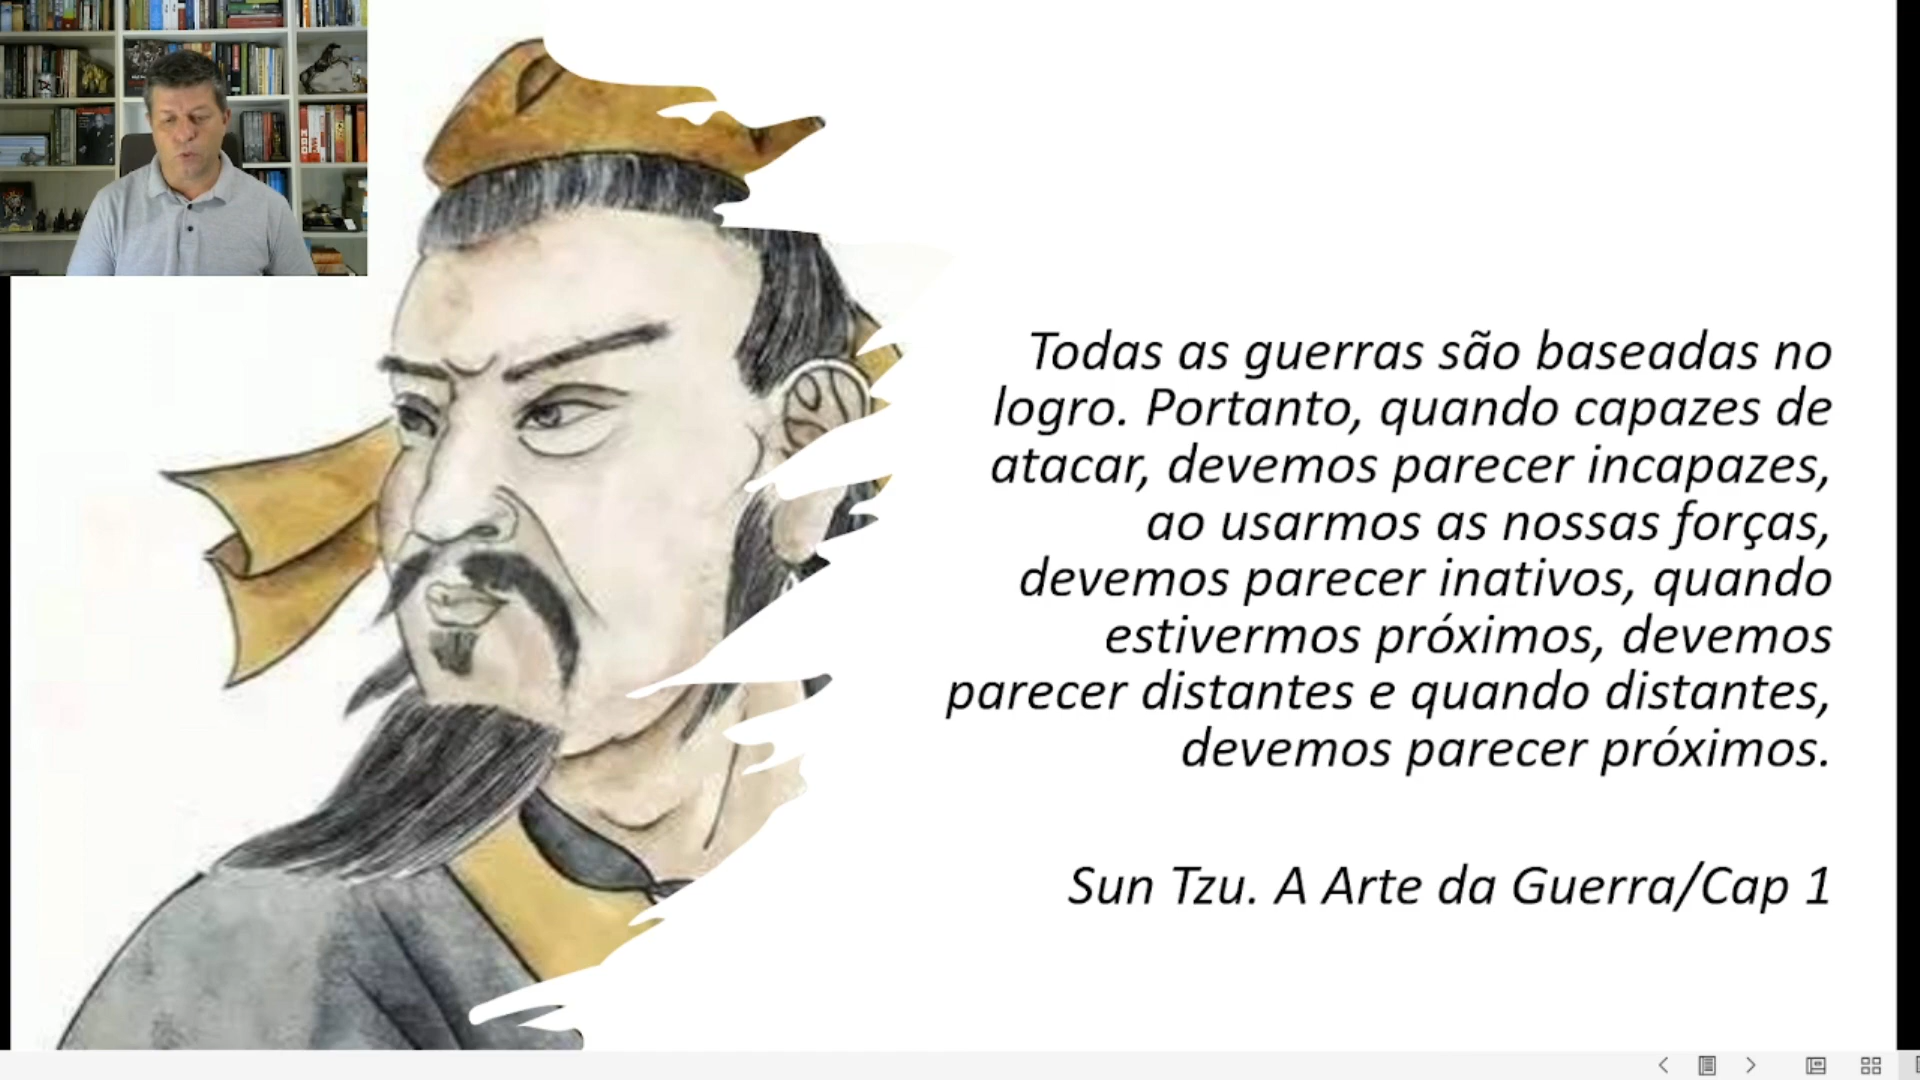 Todas as guerras são baseadas no
logro. Portanto, quando capazes de
atacar, devemos parecer incapazes,
ao usarmos as nossas forças,
devemos parecer inativos, quando
estivermos próximos, devemos
parecer distantes e quando distantes,
devemos parecer próximos.
Sun Tzu. A Arte da Guerra/Cap 1